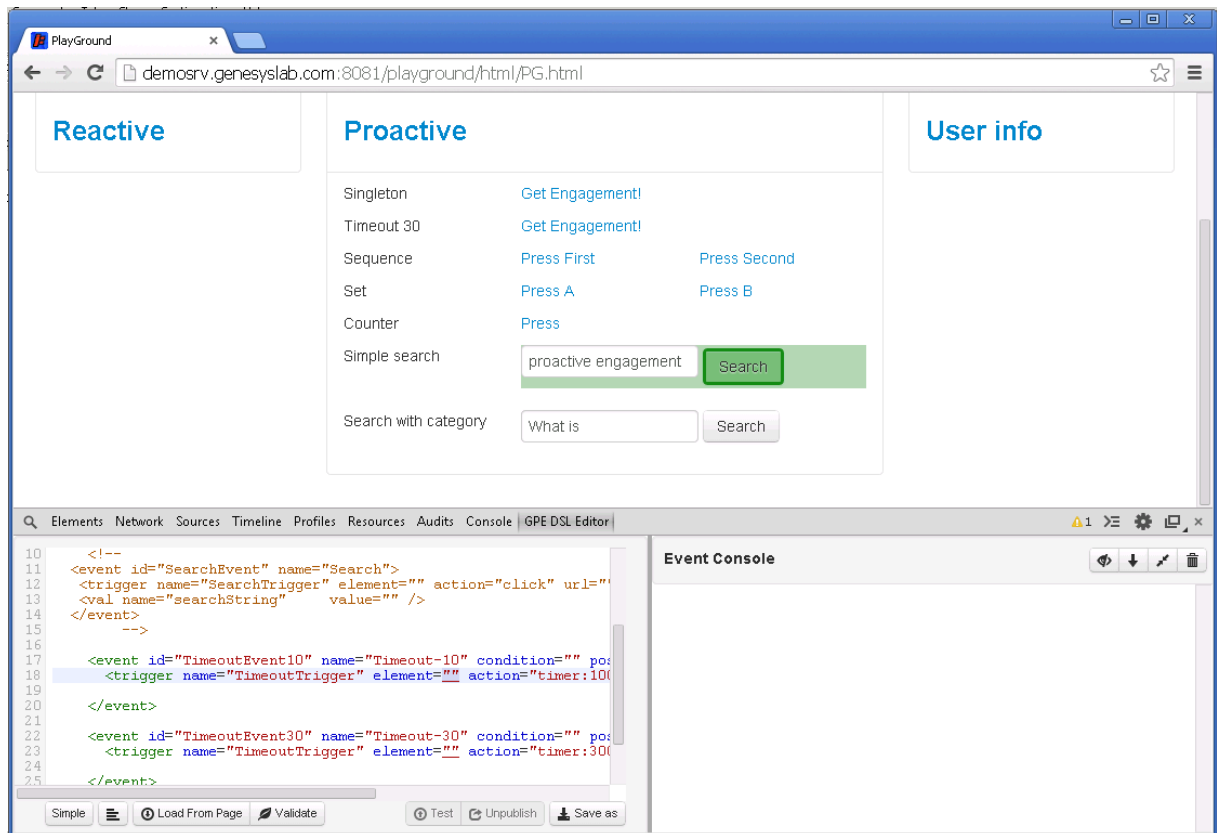 PlayGround
demosrv.genesyslab.com:8081/playground/html/PG.html
Reactive
Proactive
User info
Singleton Get Engagement!
Timeout 30 Get Engagement!
Sequence Press First Press Second
Set Press A Press B
Counter Press
Simple search proactive engagement Search
Search with category What is Search
Elements Network Sources Timeline Profiles Resources Audits Console GPE DSL Editor 1
10 <!--
11 <event id="SearchEvent" name="Search">
12 <trigger name="SearchTrigger" element="" action="click" url=""
13 <val name="searchString" value="" />
14 </event>
15 -->
16
17 <event id="TimeoutEvent10" name="Timeout-10" condition="" pos
18 <trigger name="TimeoutTrigger" element="" action="timer:100
19
20 </event>
21
22 <event id="TimeoutEvent30" name="Timeout-30" condition="" pos
23 <trigger name="TimeoutTrigger" element="" action="timer:300
24
25 </event>
Event Console
Simple Load From Page Validate Test Unpublish Save as